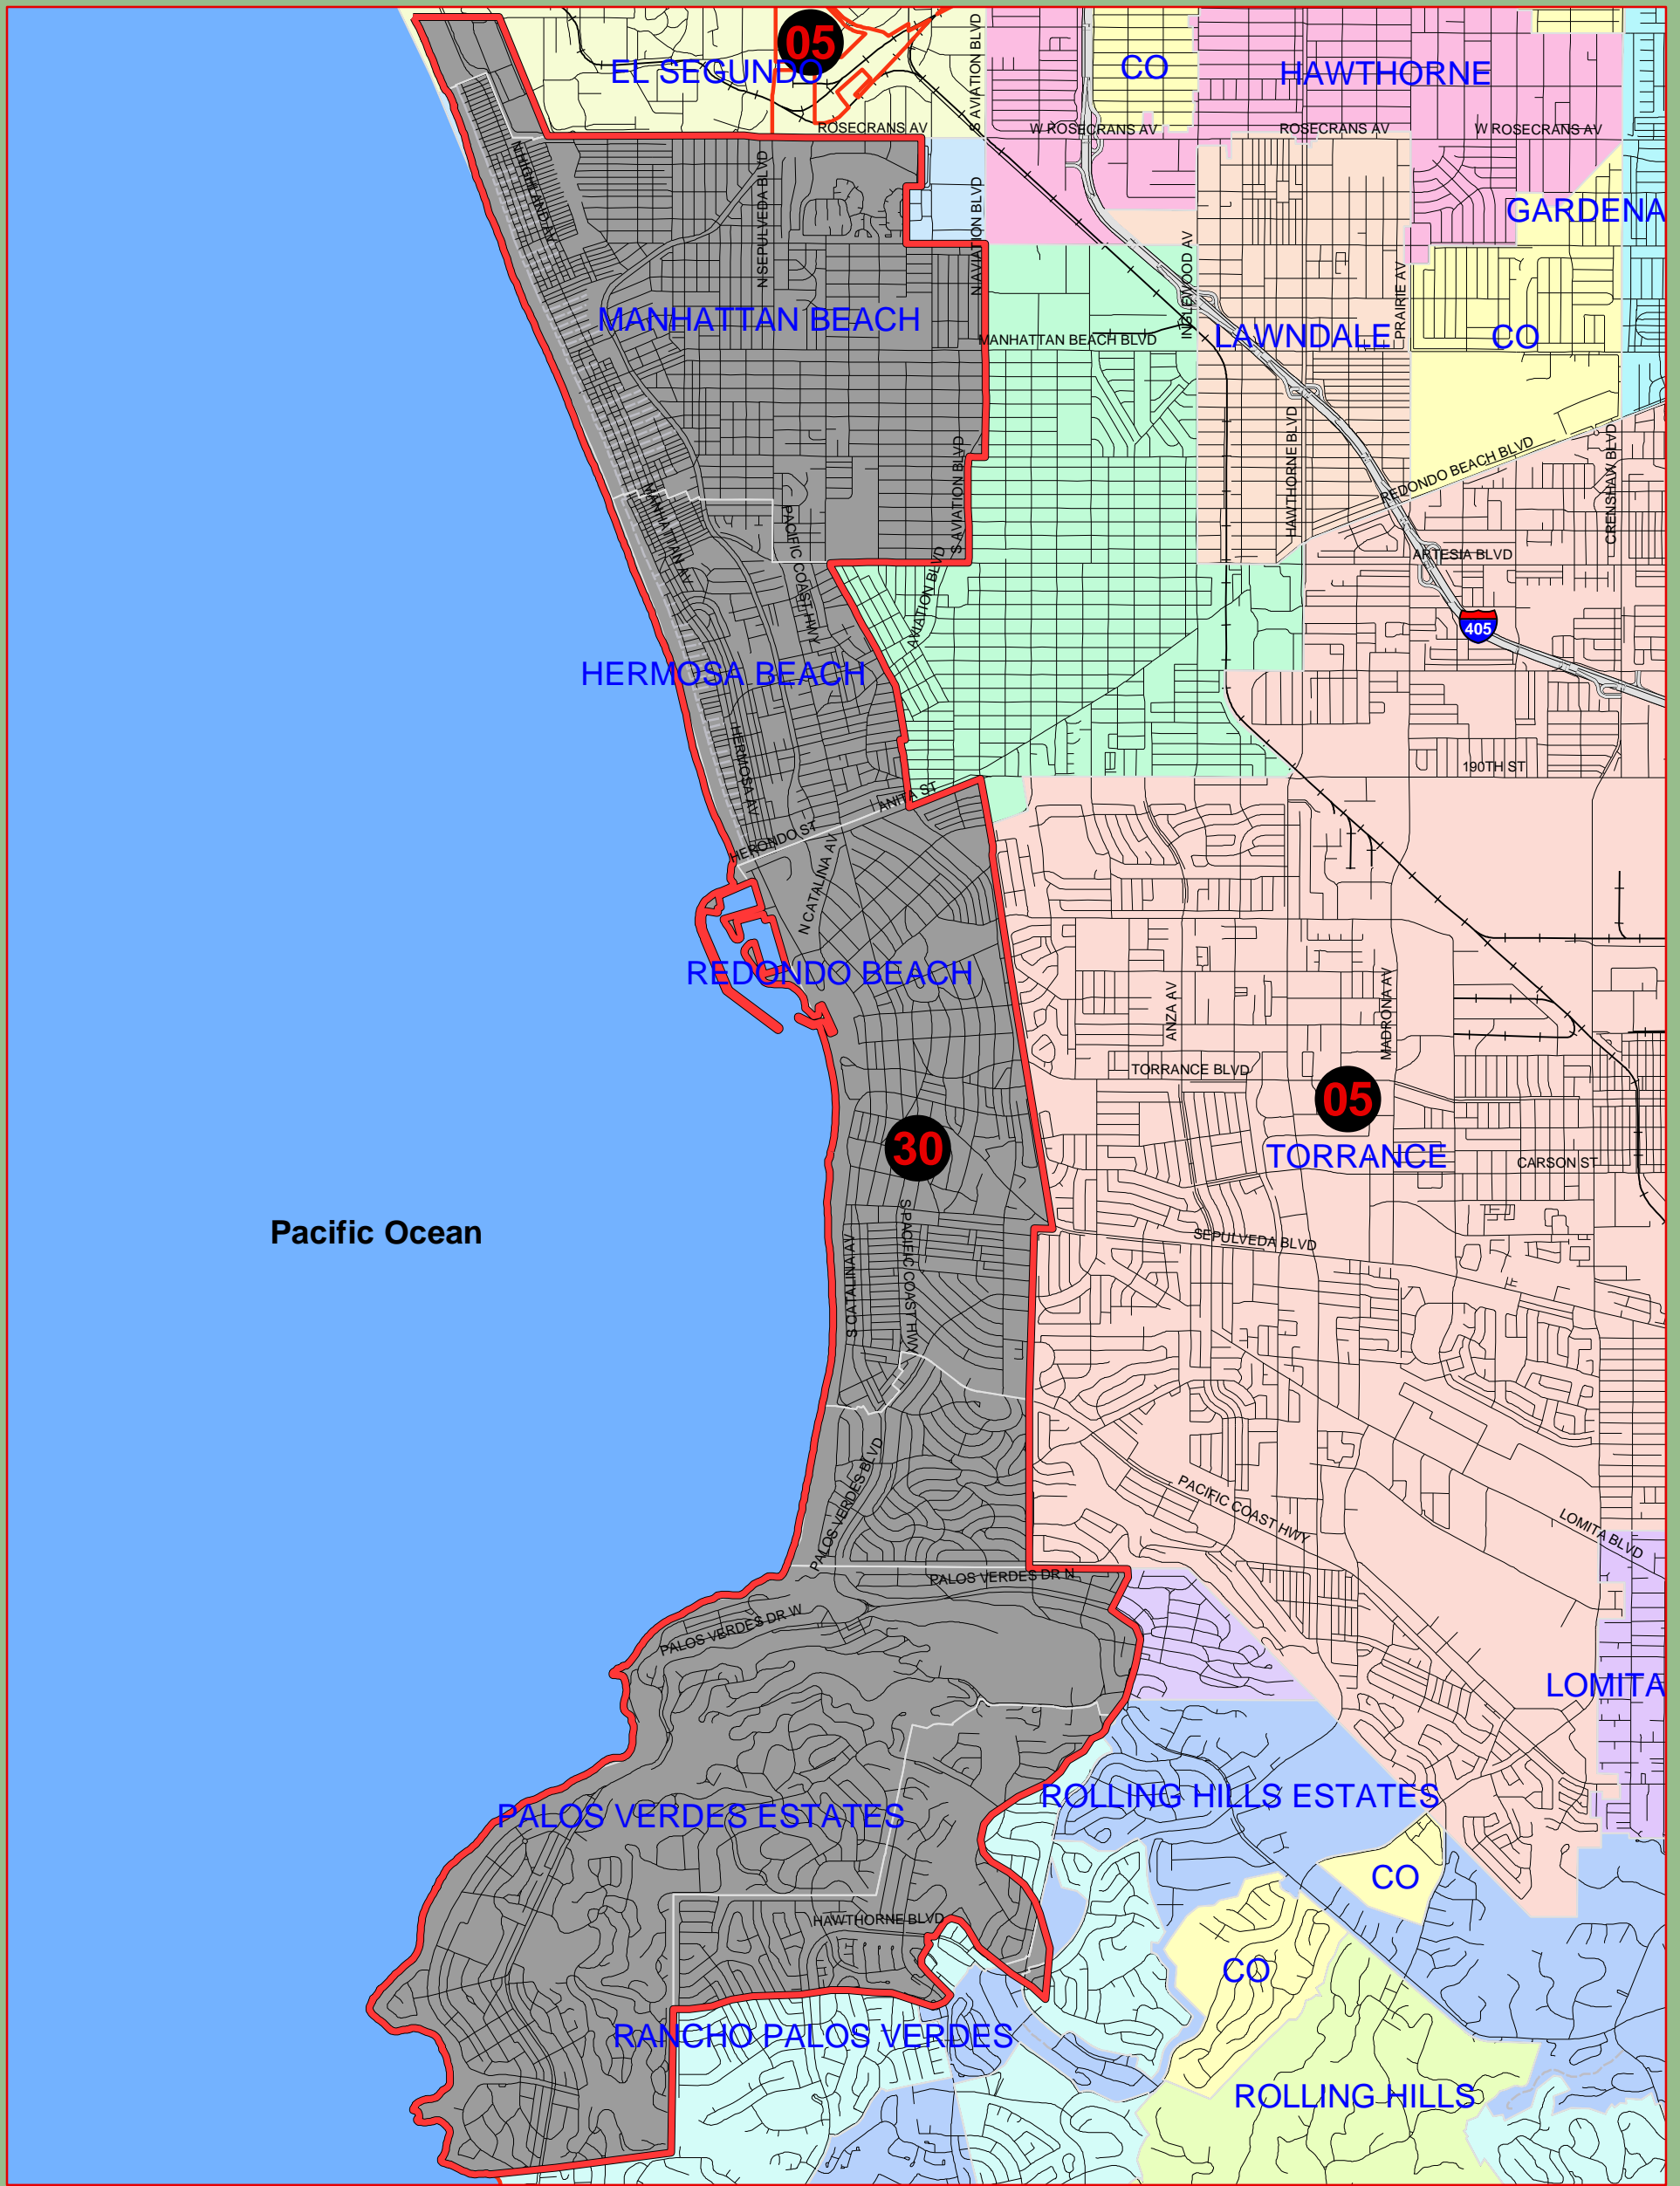 05
EL SEGUNDO
S AVIATION BLVD
CO
HAWTHORNE
ROSECRANS AV
W ROSECRANS AV
ROSECRANS AV
W ROSECRANS AV
N HIGHLAND AV
N SEPULVEDA BLVD
N AVIATION BLVD
GARDENA
INGLEWOOD AV
PRAIRIE AV
MANHATTAN BEACH
MANHATTAN BEACH BLVD
LAWNDALE
CO
HAWTHORNE BLVD
REDONDO BEACH BLVD
CRENSHAW BLVD
MANHATTAN AV
PACIFIC COAST HWY
S AVIATION BLVD
AVIATION BLVD
ARTESIA BLVD
405
HERMOSA BEACH
HERMOSA AV
190TH ST
ANITA ST
HERONDO ST
N CATALINA AV
REDONDO BEACH
ANZA AV
MADRONA AV
TORRANCE BLVD
05
30
TORRANCE
CARSON ST
Pacific Ocean
S CATALINA AV
S PACIFIC COAST HWY
SEPULVEDA BLVD
PALOS VERDES BLVD
PACIFIC COAST HWY
LOMITA BLVD
PALOS VERDES DR N
PALOS VERDES DR W
LOMITA
ROLLING HILLS ESTATES
PALOS VERDES ESTATES
CO
HAWTHORNE BLVD
CO
RANCHO PALOS VERDES
ROLLING HILLS